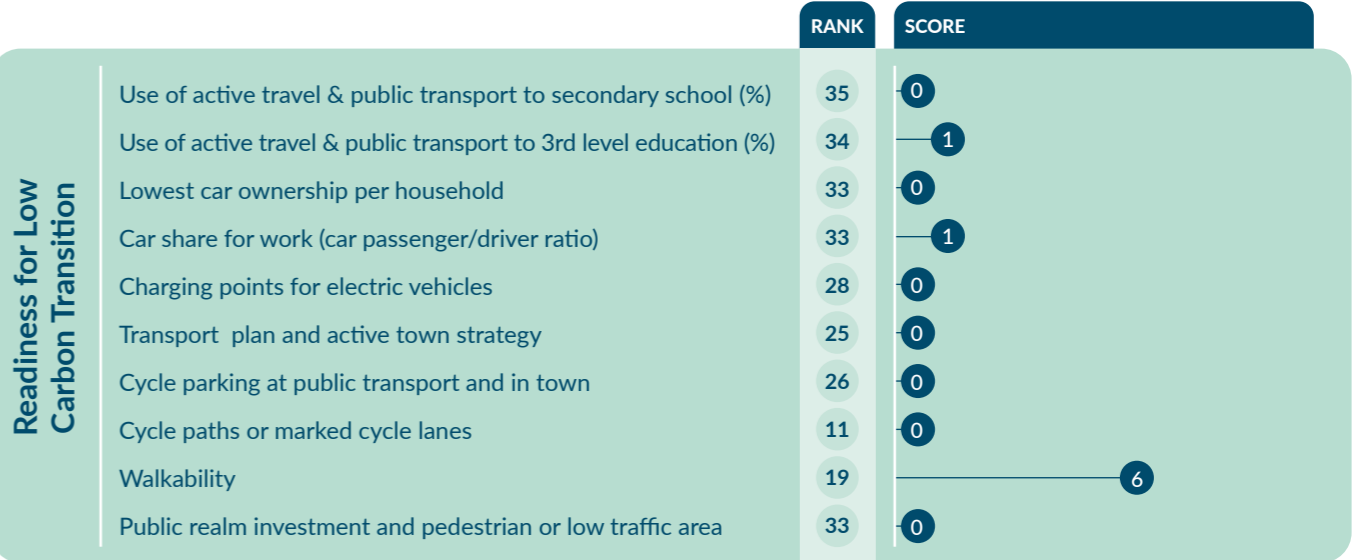 RANK SCORE
Readiness for Low
Carbon Transition
Use of active travel & public transport to secondary school (%) 35 0
Use of active travel & public transport to 3rd level education (%) 34 1
Lowest car ownership per household 33 0
Car share for work (car passenger/driver ratio) 33 1
Charging points for electric vehicles 28 0
Transport plan and active town strategy 25 0
Cycle parking at public transport and in town 26 0
Cycle paths or marked cycle lanes 11 0
Walkability 19 6
Public realm investment and pedestrian or low traffic area 33 0